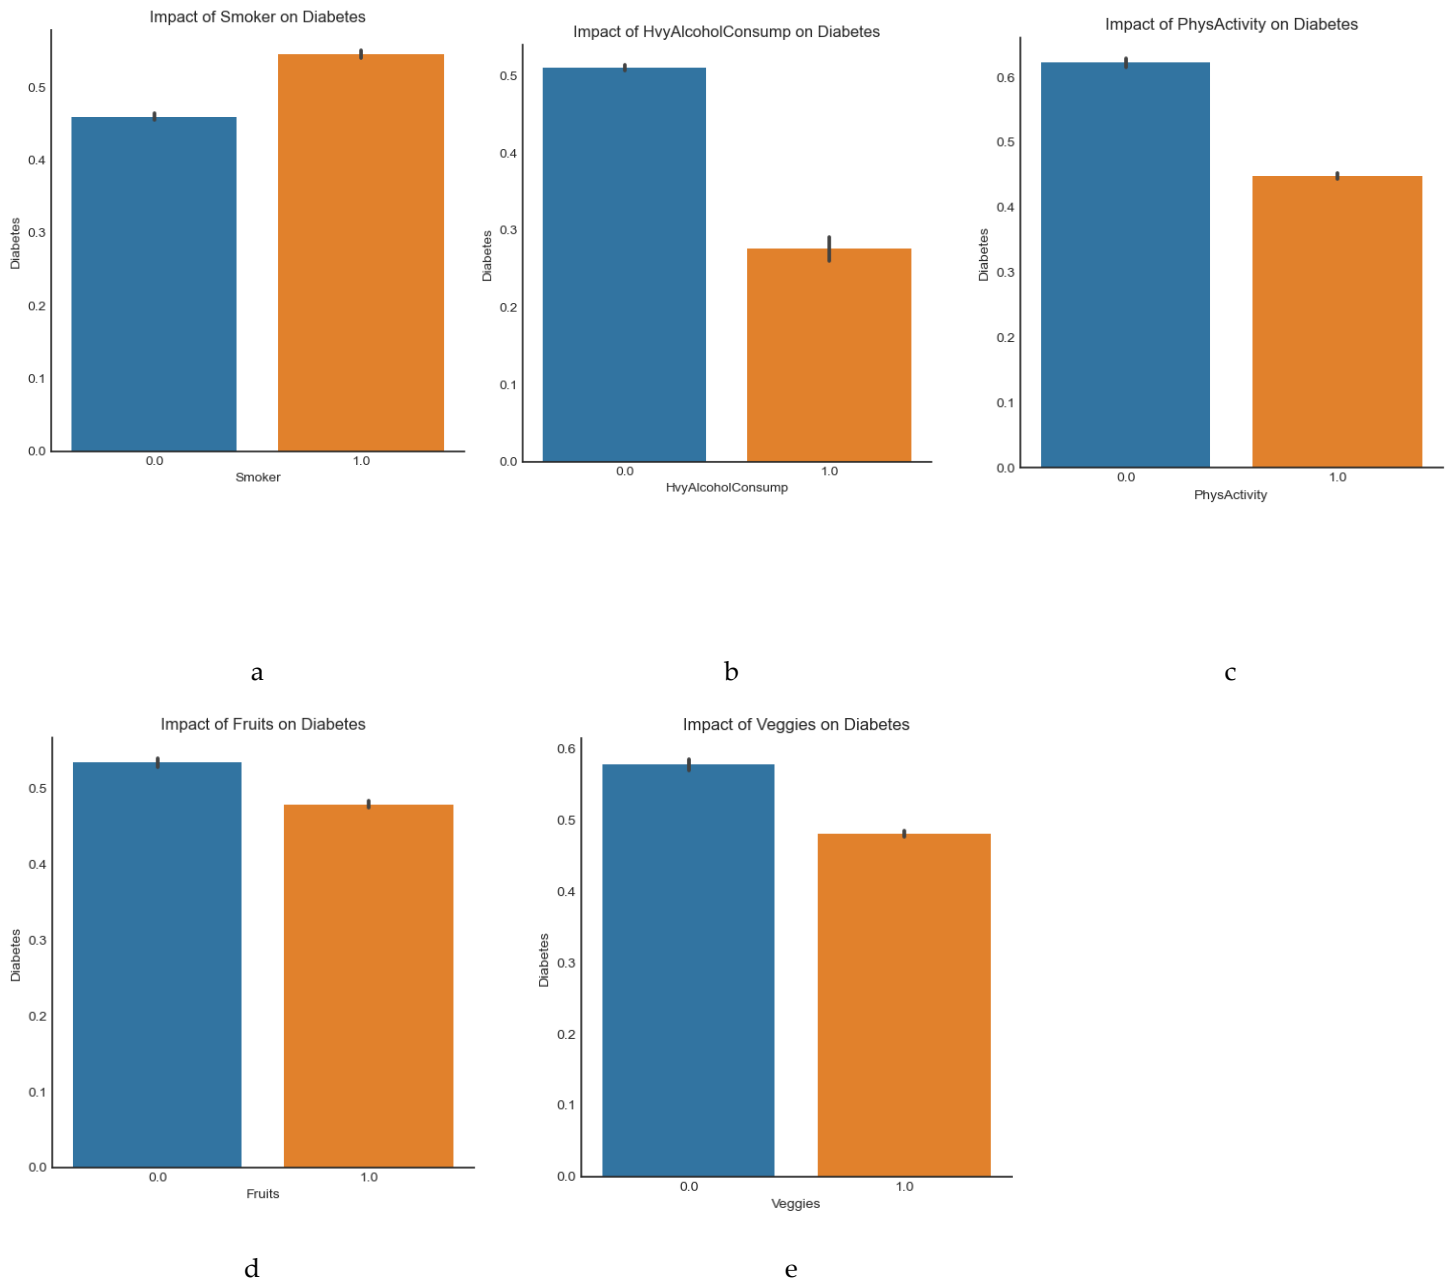 Impact of Smoker on Diabetes
0.5
0.4
0.3
0.2
0.1
0.0
Diabetes
0.0 1.0
Smoker
Impact of HvyAlcoholConsump on Diabetes
0.5
0.4
0.3
0.2
0.1
0.0
Diabetes
0.0 1.0
HvyAlcoholConsump
Impact of PhysActivity on Diabetes
0.6
0.5
0.4
0.3
0.2
0.1
0.0
Diabetes
0.0 1.0
PhysActivity
a b c
Impact of Fruits on Diabetes
0.5
0.4
0.3
0.2
0.1
0.0
Diabetes
0.0 1.0
Fruits
Impact of Veggies on Diabetes
0.6
0.5
0.4
0.3
0.2
0.1
0.0
Diabetes
0.0 1.0
Veggies
d e